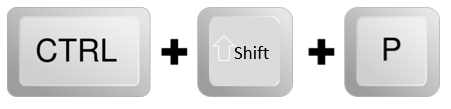 CTRL + Shift + P